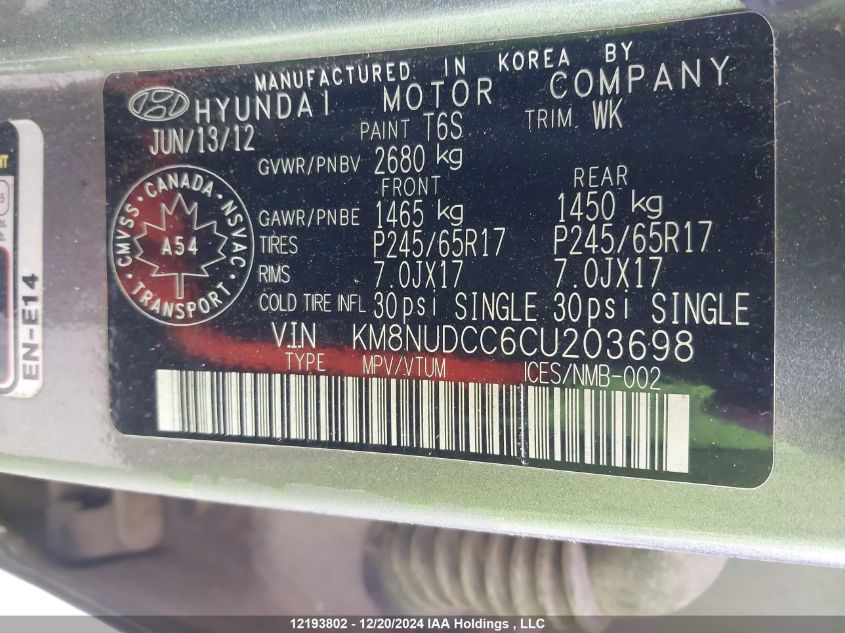 MANUFACTURED IN KOREA BY
HYUNDAI MOTOR COMPANY
JUN/13/12 PAINT T6S TRIM WK
GVWR/PNBV 2680 kg
FRONT REAR
GAWR/PNBE 1465 kg 1450 kg
TIRES P245/65R17 P245/65R17
RIMS 7.0JX17 7.0JX17
COLD TIRE INFL 30psi SINGLE 30psi SINGLE
V.I.N KM8NUDCC6CU203698
TYPE MPV/VTUM ICES/NMB-002
CMVSS · CANADA · NSVAC
A54
TRANSPORT
EN-E14
12193802 - 12/20/2024 IAA Holdings, LLC